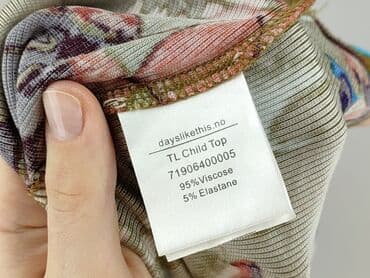 dayslikethis.no
TL Child Top
71906400005
95%Viscose
5% Elastane